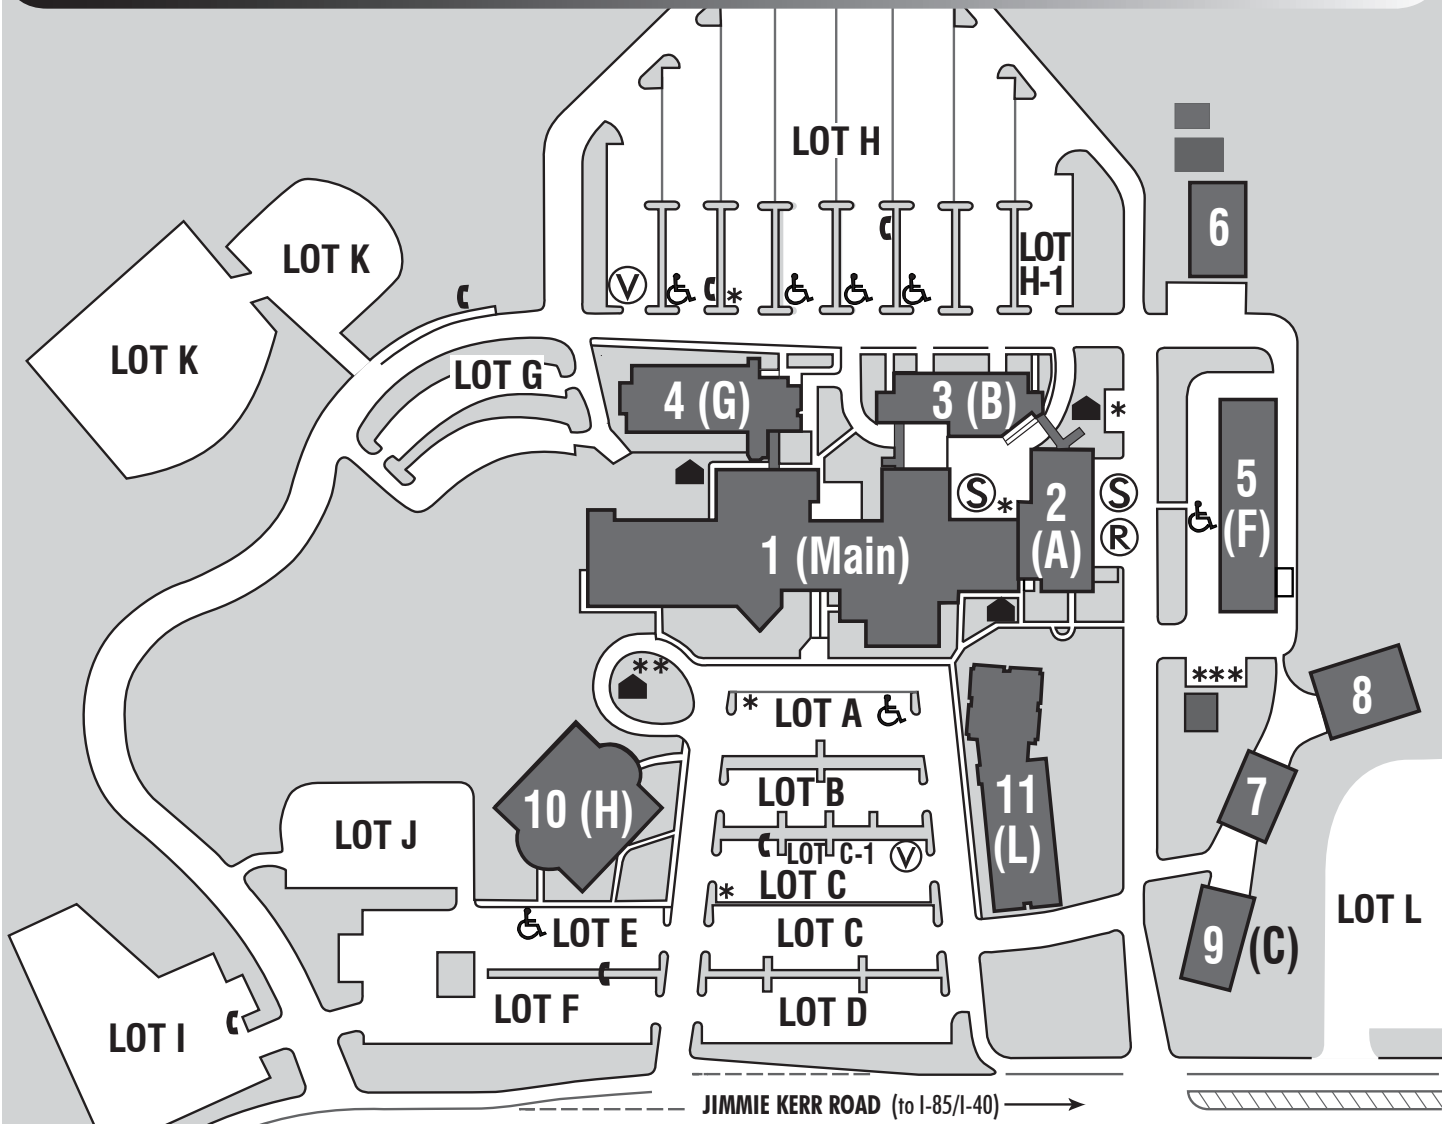 LOT H
6
LOT K
LOT
H-1
V
*
LOT K
LOT G
4 (G)
3 (B)
*
5
(F)
S
*
2
(A)
S
R
1 (Main)
**
***
8
*
LOT A
LOT B
7
10 (H)
11
(L)
LOT J
LOT C-1
V
*
LOT C
LOT L
LOT E
LOT C
9 (C)
LOT F
LOT D
LOT I
JIMMIE KERR ROAD (to I-85/I-40)